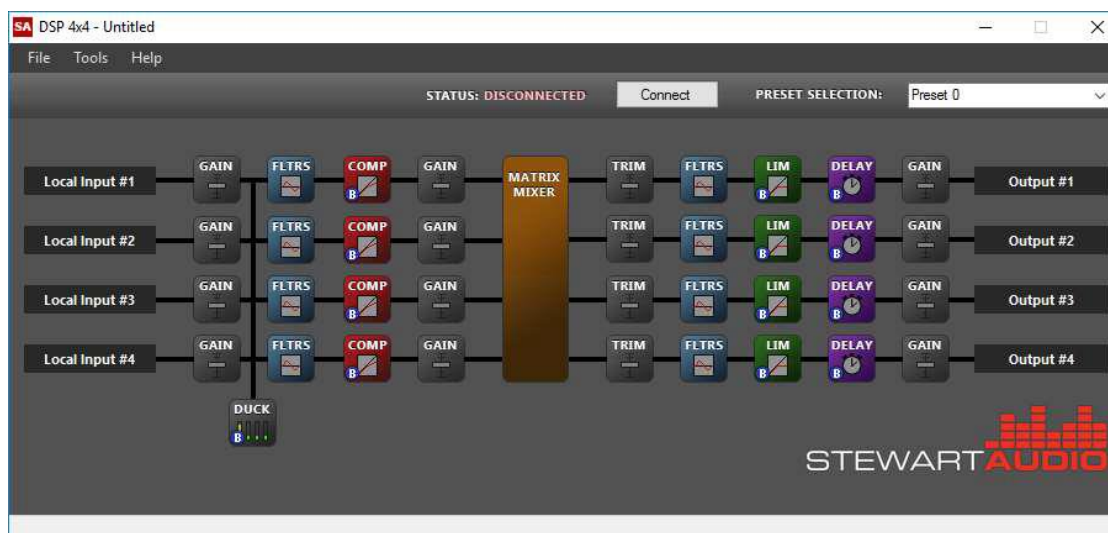 SA DSP 4x4 - Untitled
File Tools Help
STATUS: DISCONNECTED Connect PRESET SELECTION: Preset 0
Local Input #1 GAIN FLTRS COMP B GAIN MATRIX MIXER TRIM FLTRS LIM B DELAY B GAIN Output #1
Local Input #2 GAIN FLTRS COMP B GAIN TRIM FLTRS LIM B DELAY B GAIN Output #2
Local Input #3 GAIN FLTRS COMP B GAIN TRIM FLTRS LIM B DELAY B GAIN Output #3
Local Input #4 GAIN FLTRS COMP B GAIN TRIM FLTRS LIM B DELAY B GAIN Output #4
DUCK
B
STEWART AUDIO